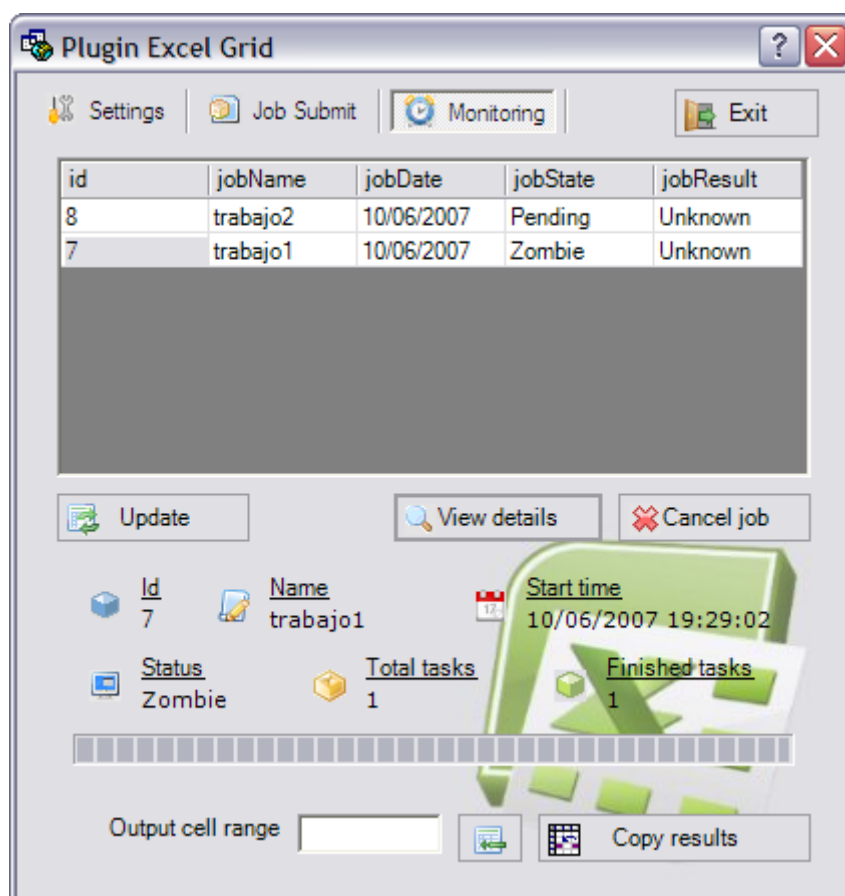 Plugin Excel Grid
Settings Job Submit Monitoring Exit
id jobName jobDate jobState jobResult
8 trabajo2 10/06/2007 Pending Unknown
7 trabajo1 10/06/2007 Zombie Unknown
Update View details Cancel job
Id Name Start time
7 trabajo1 10/06/2007 19:29:02
Status Total tasks Finished tasks
Zombie 1 1
Output cell range Copy results